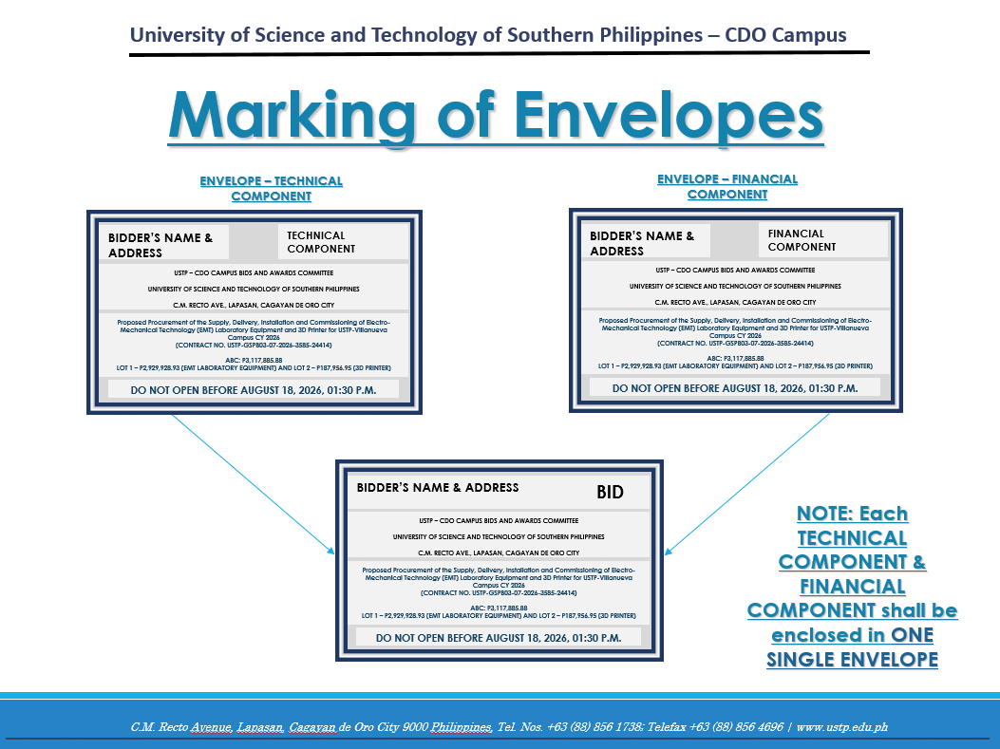 University of Science and Technology of Southern Philippines – CDO Campus
Marking of Envelopes
ENVELOPE – TECHNICAL
COMPONENT
BIDDER'S NAME &
ADDRESS
TECHNICAL
COMPONENT
USTP – CDO CAMPUS BIDS AND AWARDS COMMITTEE
UNIVERSITY OF SCIENCE AND TECHNOLOGY OF SOUTHERN PHILIPPINES
C.M. RECTO AVE., LAPASAN, CAGAYAN DE ORO CITY
Proposed Procurement of the Supply, Delivery, Installation and Commissioning of Electro-
Mechanical Technology (EMT) Laboratory Equipment and 3D Printer for USTP-Villanueva
Campus CY 2026
(CONTRACT NO. USTP-GSPB03-07-2026-3585-24414)
ABC: P3,117,885.88
LOT 1 – P2,929,928.93 (EMT LABORATORY EQUIPMENT) AND LOT 2 – P187,956.95 (3D PRINTER)
DO NOT OPEN BEFORE AUGUST 18, 2026, 01:30 P.M.
ENVELOPE – FINANCIAL
COMPONENT
BIDDER'S NAME &
ADDRESS
FINANCIAL
COMPONENT
USTP – CDO CAMPUS BIDS AND AWARDS COMMITTEE
UNIVERSITY OF SCIENCE AND TECHNOLOGY OF SOUTHERN PHILIPPINES
C.M. RECTO AVE., LAPASAN, CAGAYAN DE ORO CITY
Proposed Procurement of the Supply, Delivery, Installation and Commissioning of Electro-
Mechanical Technology (EMT) Laboratory Equipment and 3D Printer for USTP-Villanueva
Campus CY 2026
(CONTRACT NO. USTP-GSPB03-07-2026-3585-24414)
ABC: P3,117,885.88
LOT 1 – P2,929,928.93 (EMT LABORATORY EQUIPMENT) AND LOT 2 – P187,956.95 (3D PRINTER)
DO NOT OPEN BEFORE AUGUST 18, 2026, 01:30 P.M.
BIDDER'S NAME & ADDRESS
BID
USTP – CDO CAMPUS BIDS AND AWARDS COMMITTEE
UNIVERSITY OF SCIENCE AND TECHNOLOGY OF SOUTHERN PHILIPPINES
C.M. RECTO AVE., LAPASAN, CAGAYAN DE ORO CITY
Proposed Procurement of the Supply, Delivery, Installation and Commissioning of Electro-
Mechanical Technology (EMT) Laboratory Equipment and 3D Printer for USTP-Villanueva
Campus CY 2026
(CONTRACT NO. USTP-GSPB03-07-2026-3585-24414)
ABC: P3,117,885.88
LOT 1 – P2,929,928.93 (EMT LABORATORY EQUIPMENT) AND LOT 2 – P187,956.95 (3D PRINTER)
DO NOT OPEN BEFORE AUGUST 18, 2026, 01:30 P.M.
NOTE: Each
TECHNICAL
COMPONENT &
FINANCIAL
COMPONENT shall be
enclosed in ONE
SINGLE ENVELOPE
C.M. Recto Avenue, Lapasan, Cagayan de Oro City 9000 Philippines, Tel. Nos. +63 (88) 856 1738; Telefax +63 (88) 856 4696 | www.ustp.edu.ph